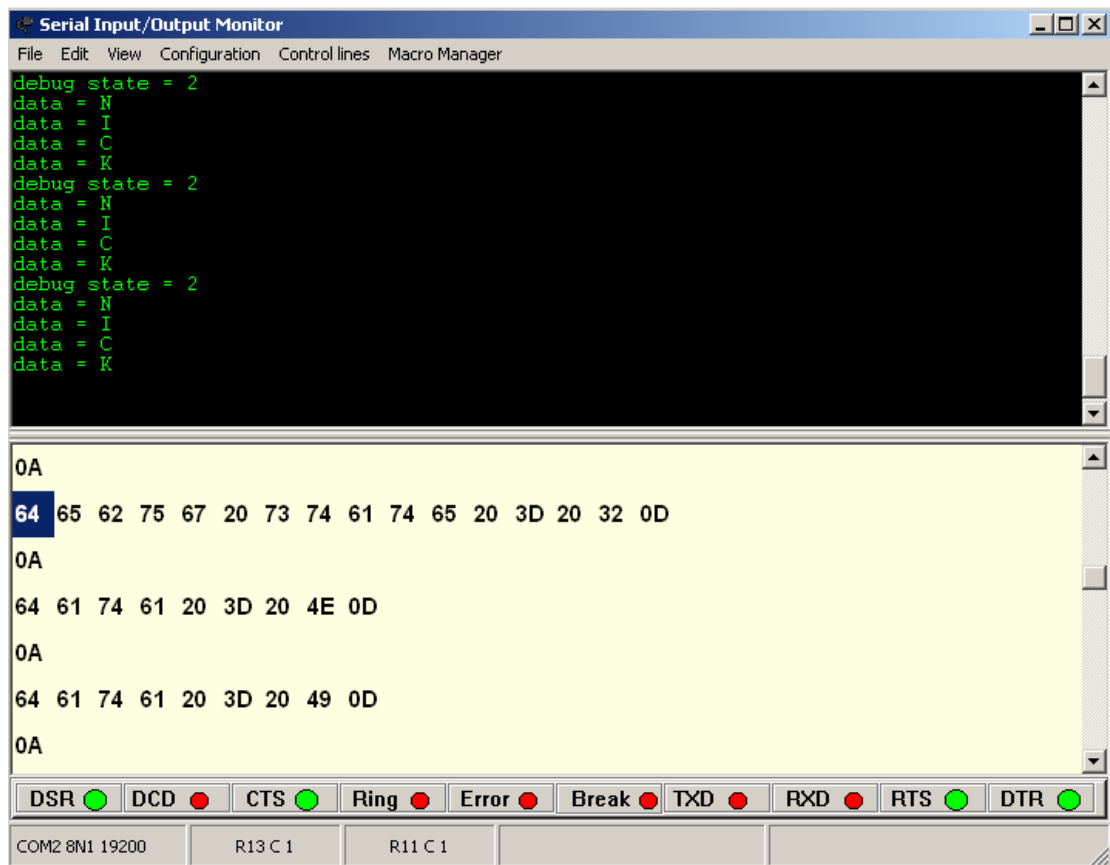 Serial Input/Output Monitor
File Edit View Configuration Control lines Macro Manager
debug state = 2
data = N
data = I
data = C
data = K
debug state = 2
data = N
data = I
data = C
data = K
debug state = 2
data = N
data = I
data = C
data = K
0A
64 65 62 75 67 20 73 74 61 74 65 20 3D 20 32 0D
0A
64 61 74 61 20 3D 20 4E 0D
0A
64 61 74 61 20 3D 20 49 0D
0A
DSR DCD CTS Ring Error Break TXD RXD RTS DTR
COM2 8N1 19200 R13 C 1 R11 C 1